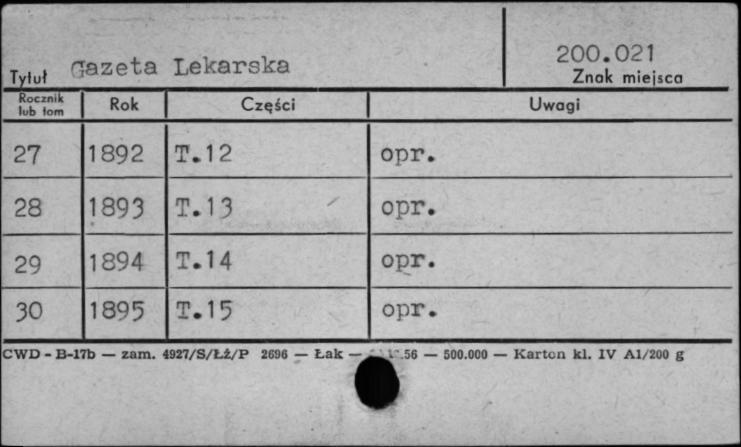 200.021
Tytuł Gazeta Lekarska
Znak miejsca
Rocznik lub tom Rok Części Uwagi
27 1892 T.12 opr.
28 1893 T.13 opr.
29 1894 T.14 opr.
30 1895 T.15 opr.
CWD - B-17b — zam. 4927/S/ŁŻ/P 2696 — Łak — .56 — 500.000 — Karton kl. IV A1/200 g